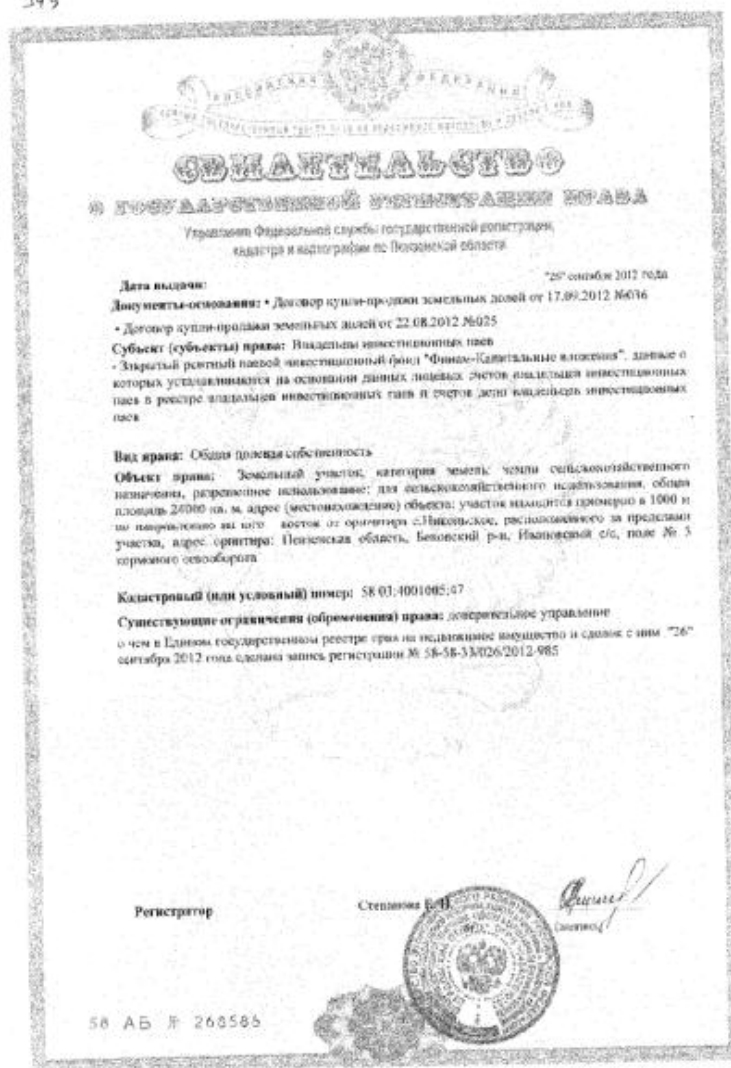 РОССИЙСКАЯ ФЕДЕРАЦИЯ
СВИДЕТЕЛЬСТВО
О ГОСУДАРСТВЕННОЙ РЕГИСТРАЦИИ ПРАВА
Управление Федеральной службы государственной регистрации,
кадастра и картографии по Пензенской области
Дата выдачи: "26" сентября 2012 года
Документы-основания: • Договор купли-продажи земельных долей от 17.09.2012 №036
• Договор купли-продажи земельных долей от 22.08.2012 №025
Субъект (субъекты) права: Владельцы инвестиционных паев
- Закрытый рентный паевой инвестиционный фонд "Финам-Капитальные вложения", данные о
которых устанавливаются на основании данных лицевых счетов владельцев инвестиционных
паев в реестре владельцев инвестиционных паев и счетов депо владельцев инвестиционных
паев
Вид права: Общая долевая собственность
Объект права: Земельный участок, категория земель: земли сельскохозяйственного
назначения, разрешенное использование: для сельскохозяйственного использования, общая
площадь 24000 кв. м, адрес (местонахождение) объекта: участок находится примерно в 1000 м
по направлению на юго - восток от ориентира с.Никольское, расположенного за пределами
участка, адрес ориентира: Пензенская область, Бековский р-н, Ивановский с/с, поле № 3
кормового севооборота
Кадастровый (или условный) номер: 58:03:4001005:47
Существующие ограничения (обременения) права: доверительное управление
о чем в Едином государственном реестре прав на недвижимое имущество и сделок с ним "26"
сентября 2012 года сделана запись регистрации № 58-58-33/026/2012-985
Регистратор Степанова Е. Н.
(подпись)
58 АБ № 268585